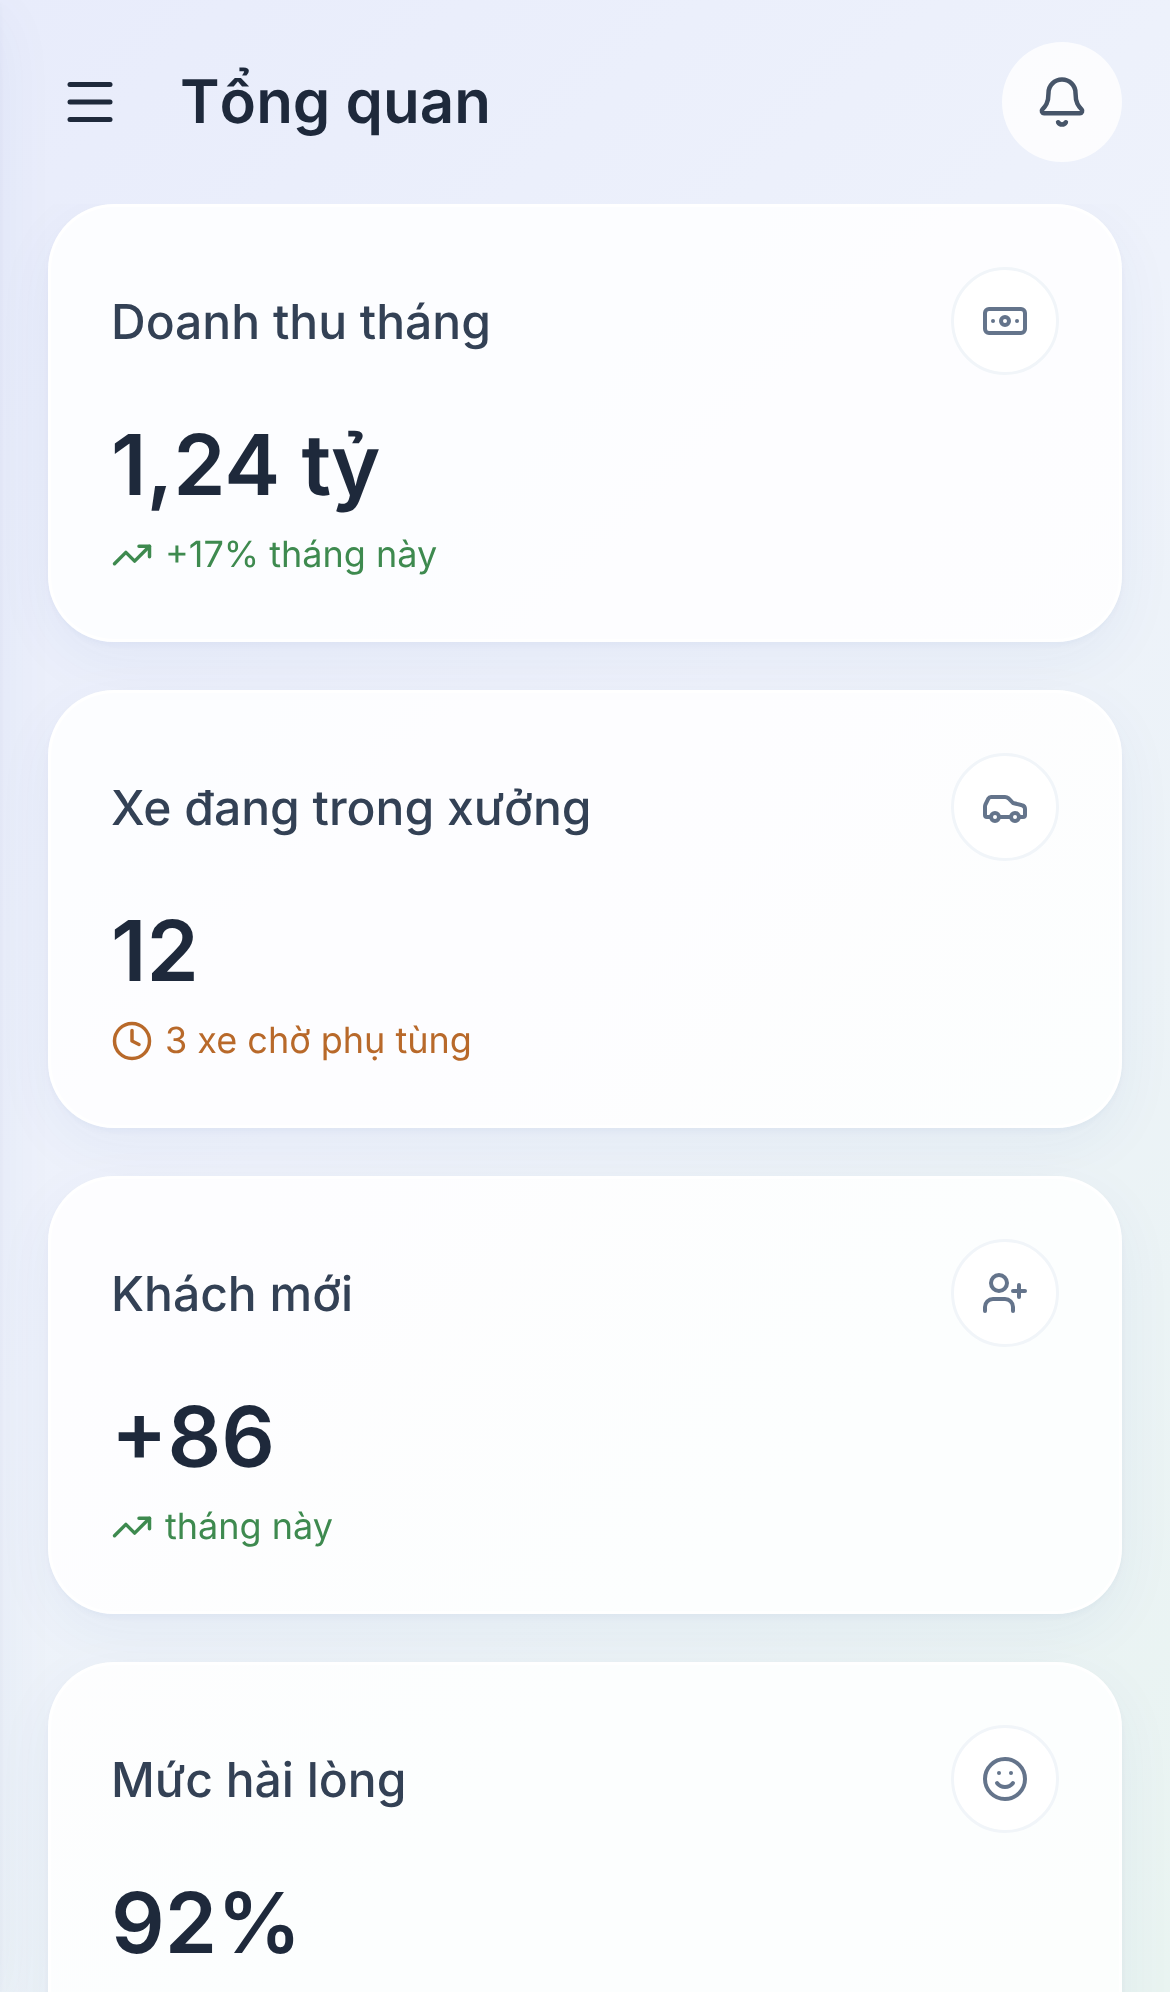 Tổng quan
Doanh thu tháng
1,24 tỷ
+17% tháng này
Xe đang trong xưởng
12
3 xe chờ phụ tùng
Khách mới
+86
tháng này
Mức hài lòng
92%